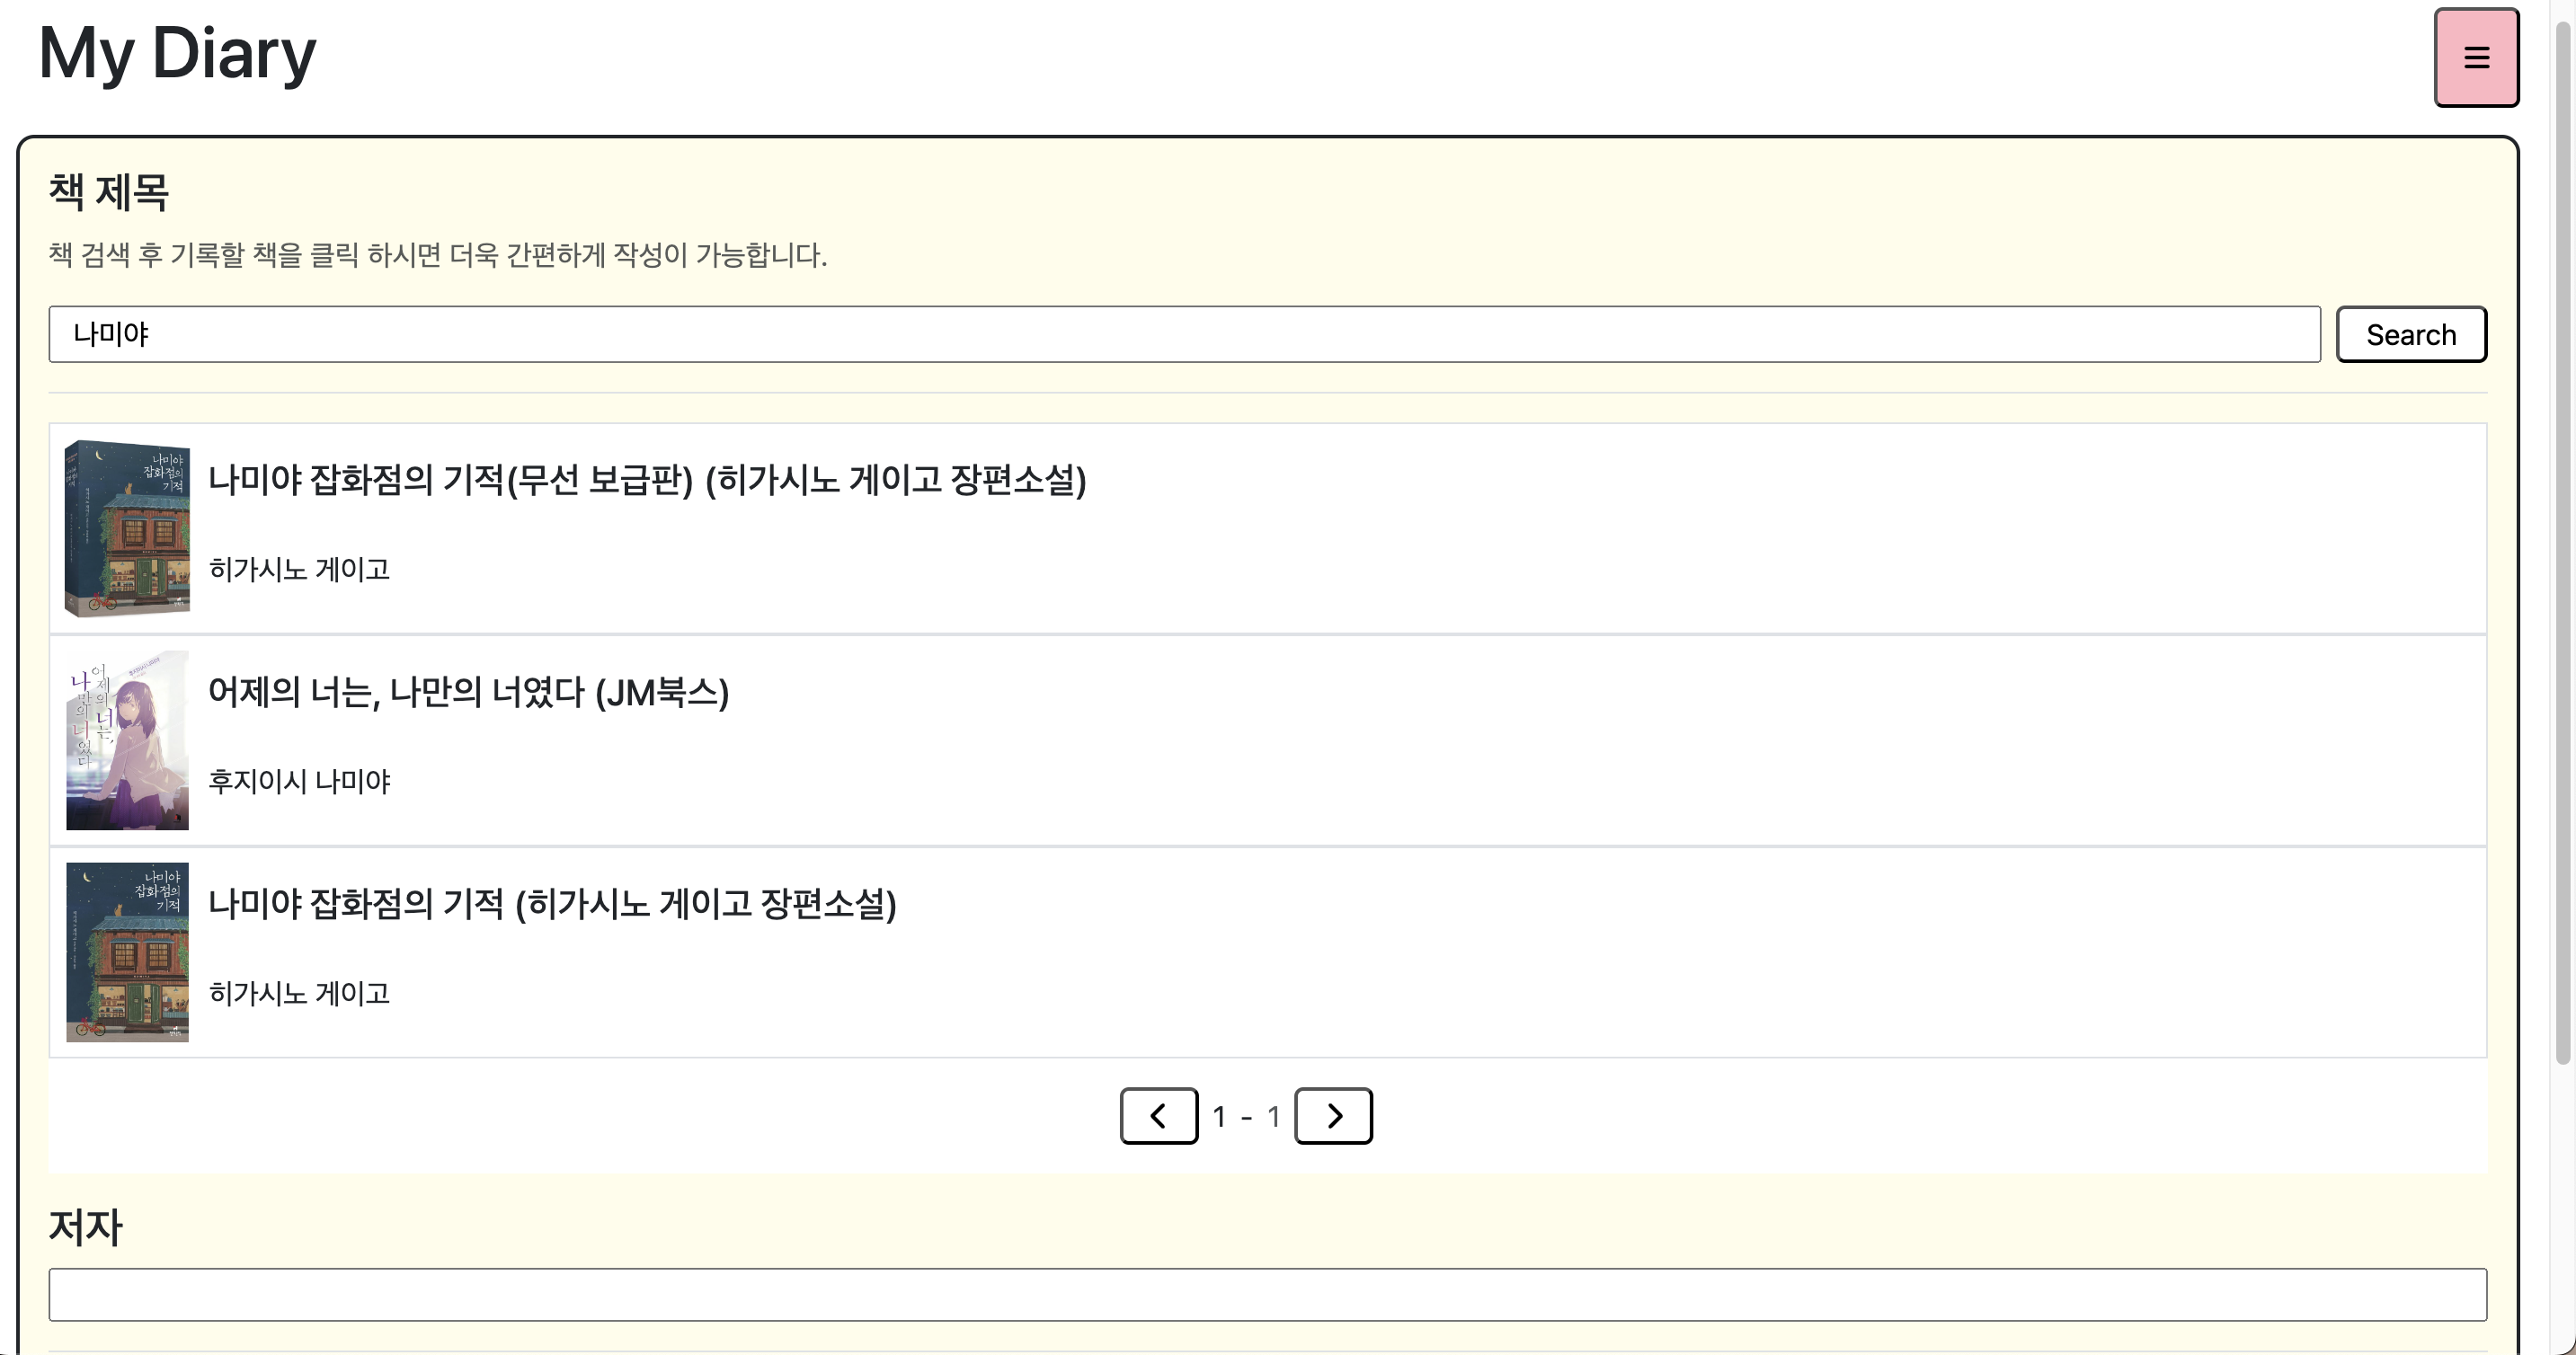 My Diary
책 제목
책 검색 후 기록할 책을 클릭 하시면 더욱 간편하게 작성이 가능합니다.
나미야
Search
나미야
잡화점의
기적
나미야 잡화점의 기적(무선 보급판) (히가시노 게이고 장편소설)
히가시노 게이고
어제의 너는,
나만의 너였다
어제의 너는, 나만의 너였다 (JM북스)
후지이시 나미야
나미야
잡화점의
기적
나미야 잡화점의 기적 (히가시노 게이고 장편소설)
히가시노 게이고
1 - 1
저자